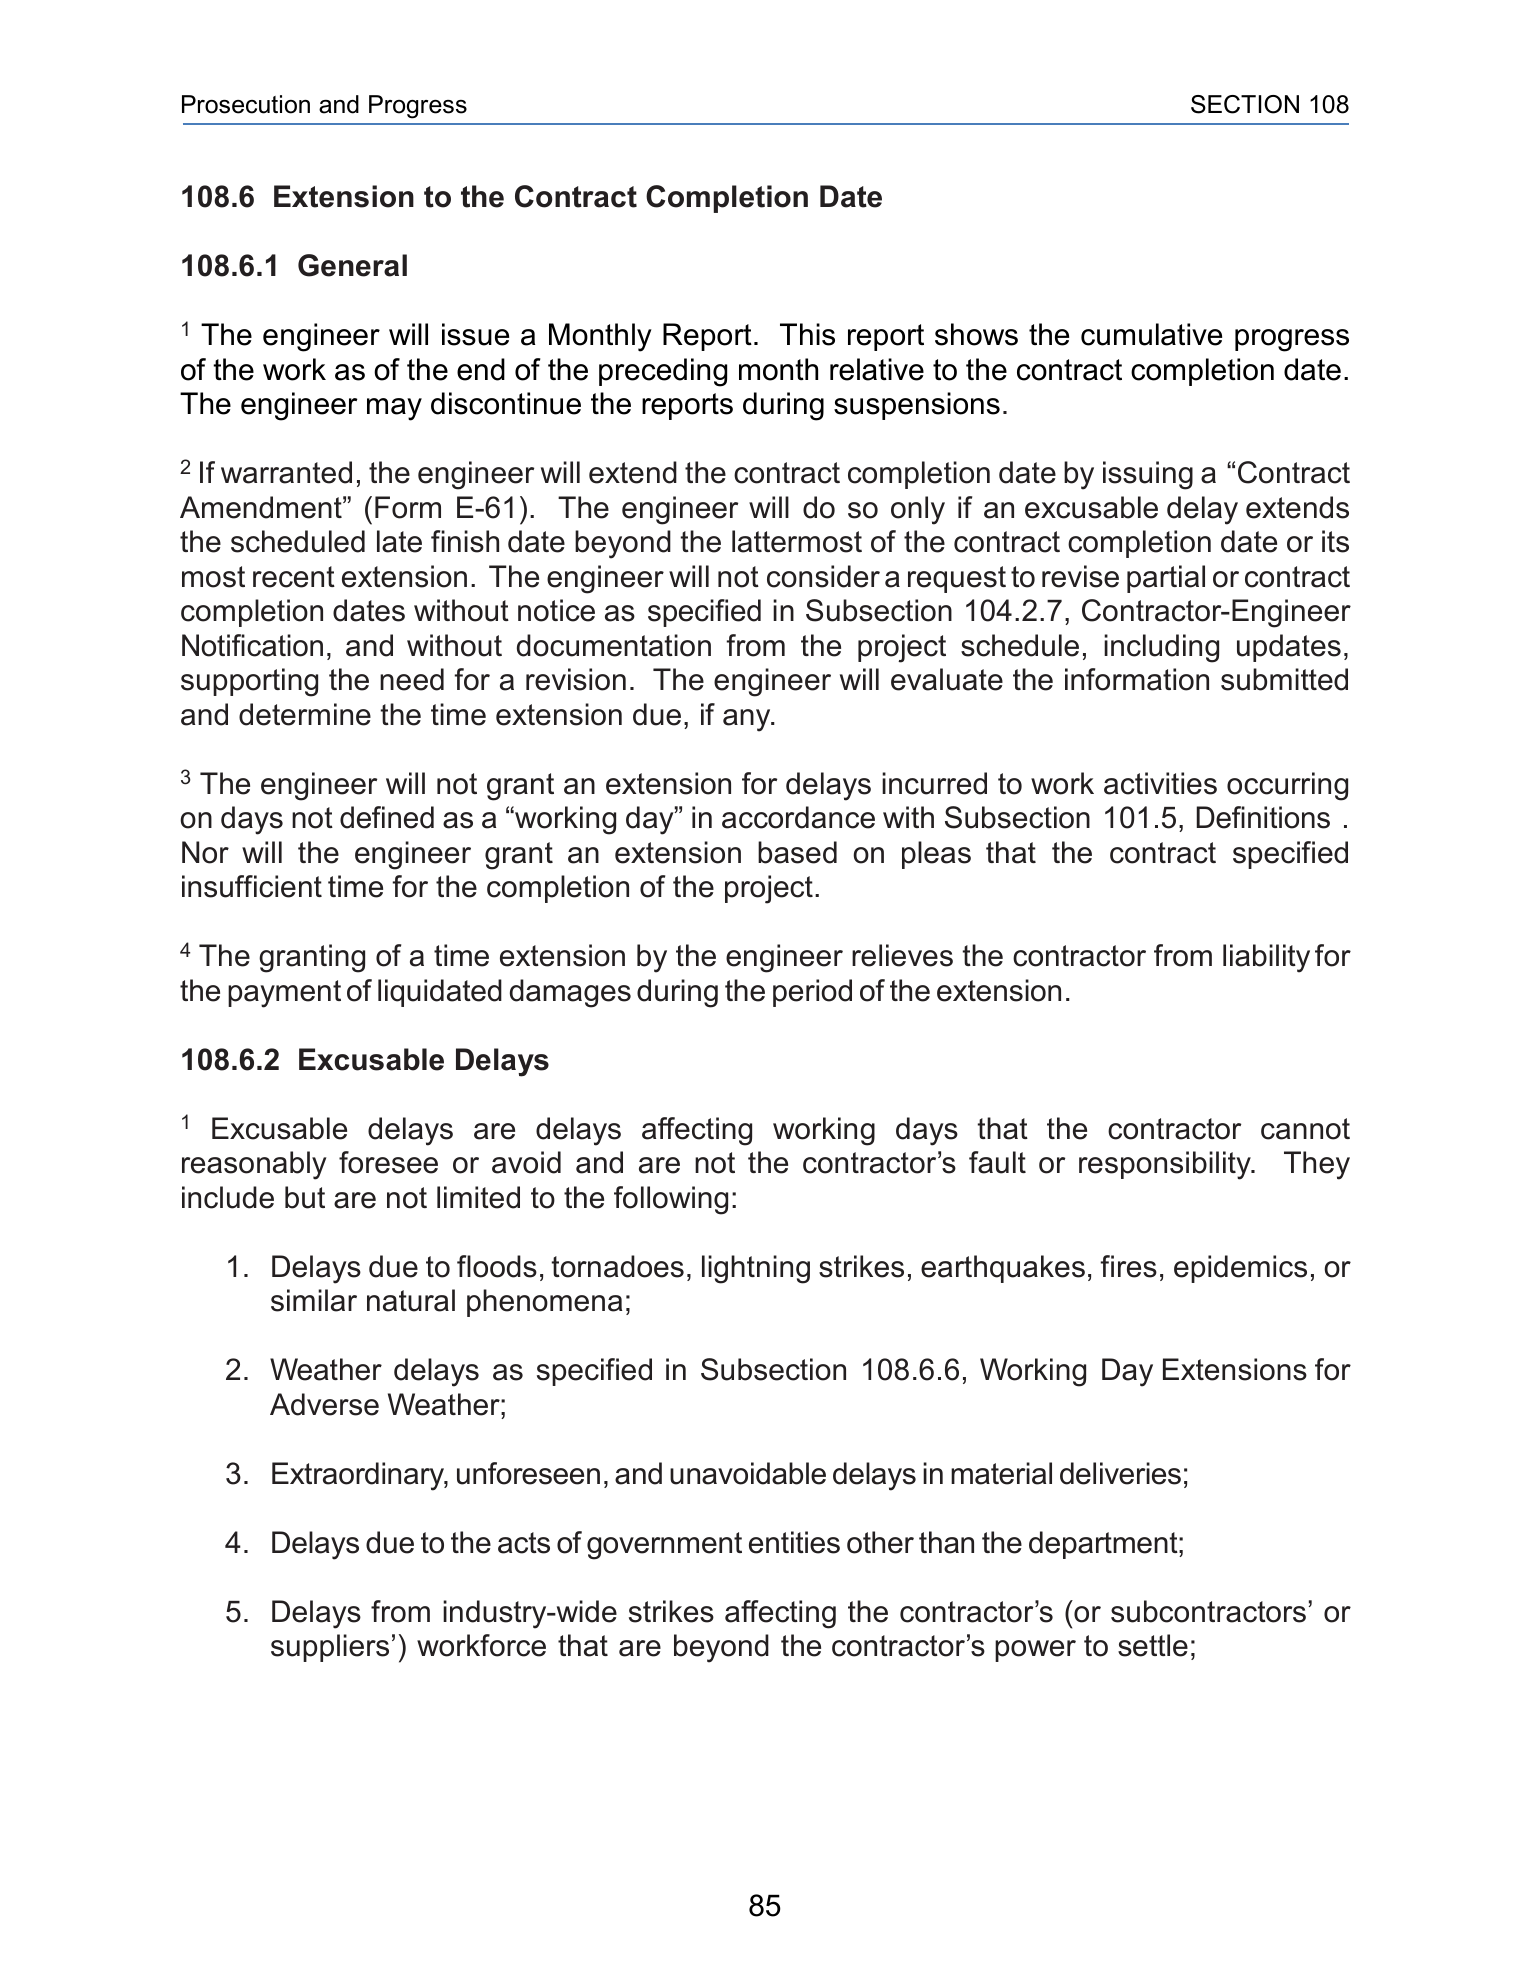 Prosecution and Progress SECTION 108
108.6 Extension to the Contract Completion Date
108.6.1 General
1 The engineer will issue a Monthly Report. This report shows the cumulative progress
of the work as of the end of the preceding month relative to the contract completion date.
The engineer may discontinue the reports during suspensions.
2 If warranted, the engineer will extend the contract completion date by issuing a “Contract
Amendment” (Form E-61). The engineer will do so only if an excusable delay extends
the scheduled late finish date beyond the lattermost of the contract completion date or its
most recent extension. The engineer will not consider a request to revise partial or contract
completion dates without notice as specified in Subsection 104.2.7, Contractor-Engineer
Notification, and without documentation from the project schedule, including updates,
supporting the need for a revision. The engineer will evaluate the information submitted
and determine the time extension due, if any.
3 The engineer will not grant an extension for delays incurred to work activities occurring
on days not defined as a “working day” in accordance with Subsection 101.5, Definitions .
Nor will the engineer grant an extension based on pleas that the contract specified
insufficient time for the completion of the project.
4 The granting of a time extension by the engineer relieves the contractor from liability for
the payment of liquidated damages during the period of the extension.
108.6.2 Excusable Delays
1 Excusable delays are delays affecting working days that the contractor cannot
reasonably foresee or avoid and are not the contractor’s fault or responsibility. They
include but are not limited to the following:
1. Delays due to floods, tornadoes, lightning strikes, earthquakes, fires, epidemics, or
similar natural phenomena;
2. Weather delays as specified in Subsection 108.6.6, Working Day Extensions for
Adverse Weather;
3. Extraordinary, unforeseen, and unavoidable delays in material deliveries;
4. Delays due to the acts of government entities other than the department;
5. Delays from industry-wide strikes affecting the contractor’s (or subcontractors’ or
suppliers’) workforce that are beyond the contractor’s power to settle;
85